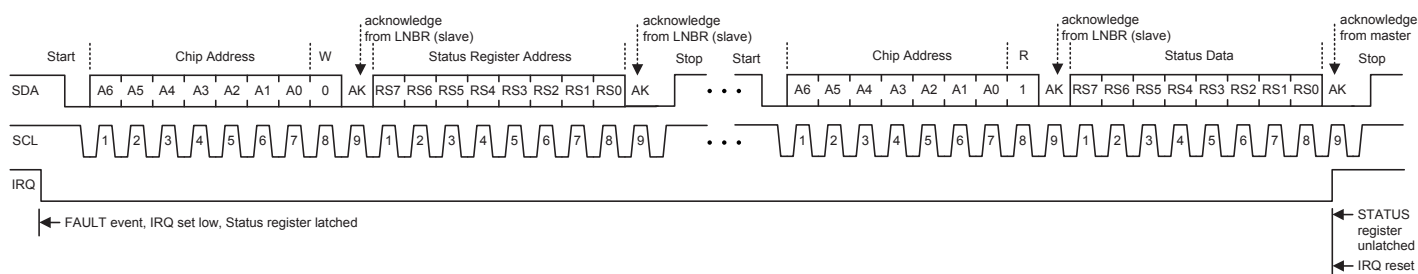 acknowledge
from LNBR (slave)
acknowledge
from LNBR (slave)
acknowledge
from LNBR (slave)
acknowledge
from master
Start Chip Address W Status Register Address Stop Start Chip Address R Status Data Stop
SDA A6 A5 A4 A3 A2 A1 A0 0 AK RS7 RS6 RS5 RS4 RS3 RS2 RS1 RS0 AK • • • A6 A5 A4 A3 A2 A1 A0 1 AK RS7 RS6 RS5 RS4 RS3 RS2 RS1 RS0 AK
SCL 1 2 3 4 5 6 7 8 9 1 2 3 4 5 6 7 8 9 • • • 1 2 3 4 5 6 7 8 9 1 2 3 4 5 6 7 8 9
IRQ
FAULT event, IRQ set low, Status register latched
STATUS
register
unlatched
IRQ reset